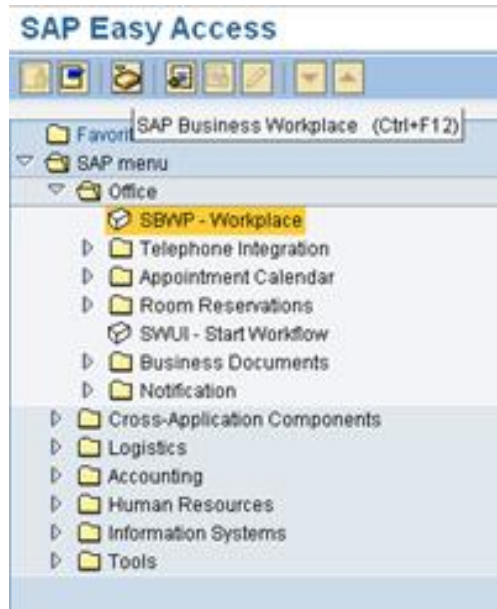 SAP Easy Access
SAP Business Workplace (Ctrl+F12)
Favorit
SAP menu
Office
SBWP - Workplace
Telephone Integration
Appointment Calendar
Room Reservations
SWUI - Start Workflow
Business Documents
Notification
Cross-Application Components
Logistics
Accounting
Human Resources
Information Systems
Tools